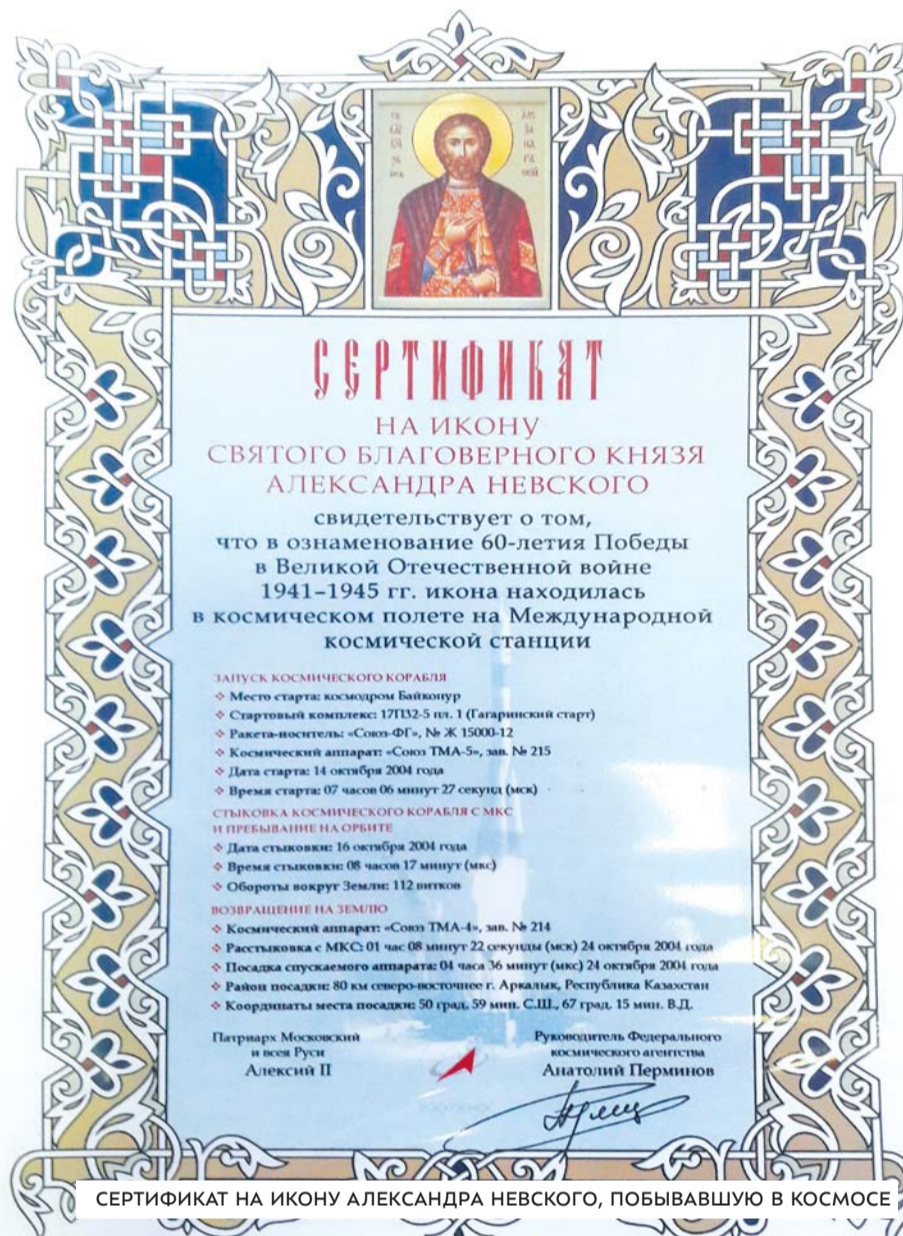 СЕРТИФИКАТ
НА ИКОНУ
СВЯТОГО БЛАГОВЕРНОГО КНЯЗЯ
АЛЕКСАНДРА НЕВСКОГО
свидетельствует о том,
что в ознаменование 60-летия Победы
в Великой Отечественной войне
1941–1945 гг. икона находилась
в космическом полете на Международной
космической станции
ЗАПУСК КОСМИЧЕСКОГО КОРАБЛЯ
❖ Место старта: космодром Байконур
❖ Стартовый комплекс: 17П32-5 пл. 1 (Гагаринский старт)
❖ Ракета-носитель: «Союз-ФГ», № Ж 15000-12
❖ Космический аппарат: «Союз ТМА-5», зав. № 215
❖ Дата старта: 14 октября 2004 года
❖ Время старта: 07 часов 06 минут 27 секунд (мск)
СТЫКОВКА КОСМИЧЕСКОГО КОРАБЛЯ С МКС
И ПРЕБЫВАНИЕ НА ОРБИТЕ
❖ Дата стыковки: 16 октября 2004 года
❖ Время стыковки: 08 часов 17 минут (мкс)
❖ Обороты вокруг Земли: 112 витков
ВОЗВРАЩЕНИЕ НА ЗЕМЛЮ
❖ Космический аппарат: «Союз ТМА-4», зав. № 214
❖ Расстыковка с МКС: 01 час 08 минут 22 секунды (мск) 24 октября 2004 года
❖ Посадка спускаемого аппарата: 04 часа 36 минут (мкс) 24 октября 2004 года
❖ Район посадки: 80 км северо-восточнее г. Аркалык, Республика Казахстан
❖ Координаты места посадки: 50 град. 59 мин. С.Ш., 67 град. 15 мин. В.Д.
Патриарх Московский
и всея Руси
Алексий II
Руководитель Федерального
космического агентства
Анатолий Перминов
РОСКОСМОС
СЕРТИФИКАТ НА ИКОНУ АЛЕКСАНДРА НЕВСКОГО, ПОБЫВАВШУЮ В КОСМОСЕ